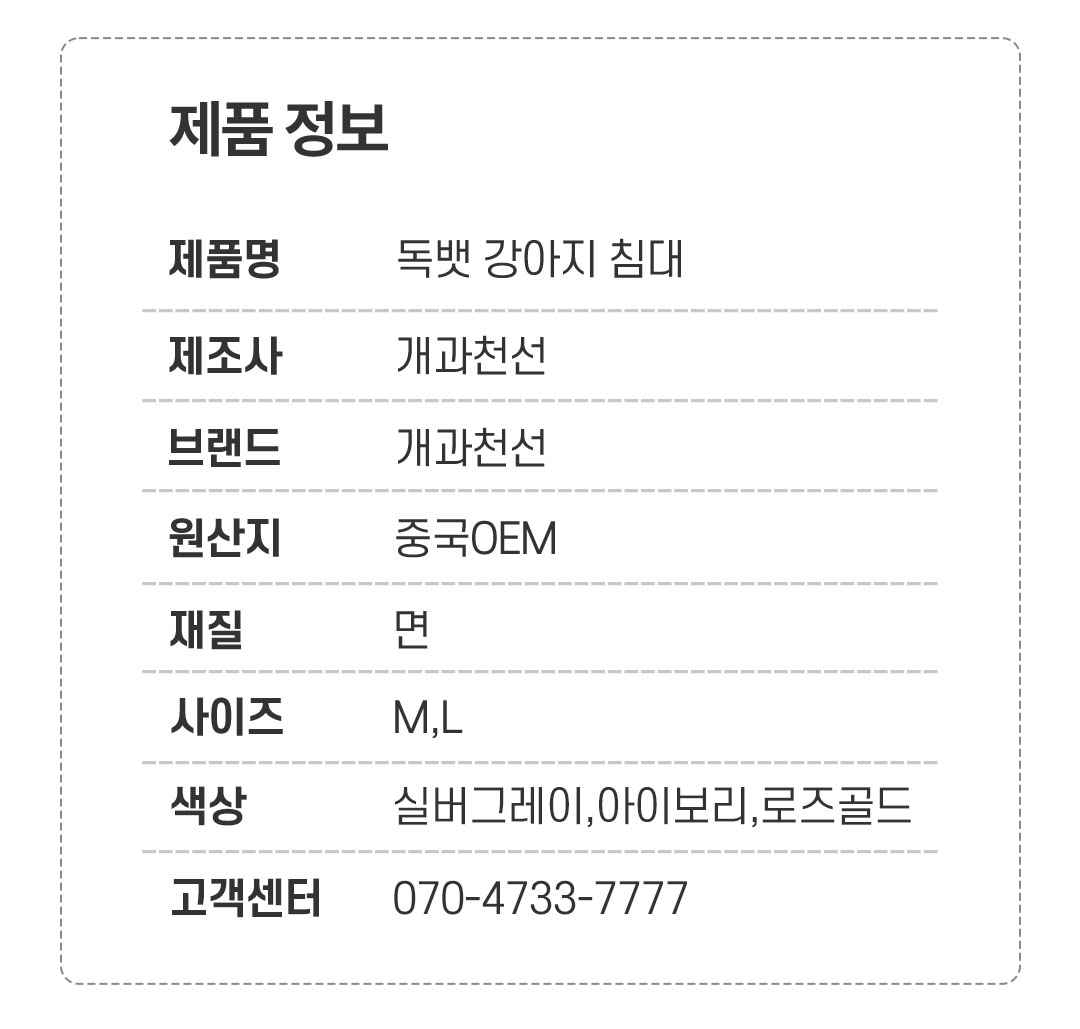 제품 정보
제품명 독뱃 강아지 침대
제조사 개과천선
브랜드 개과천선
원산지 중국OEM
재질 면
사이즈 M,L
색상 실버그레이,아이보리,로즈골드
고객센터 070-4733-7777